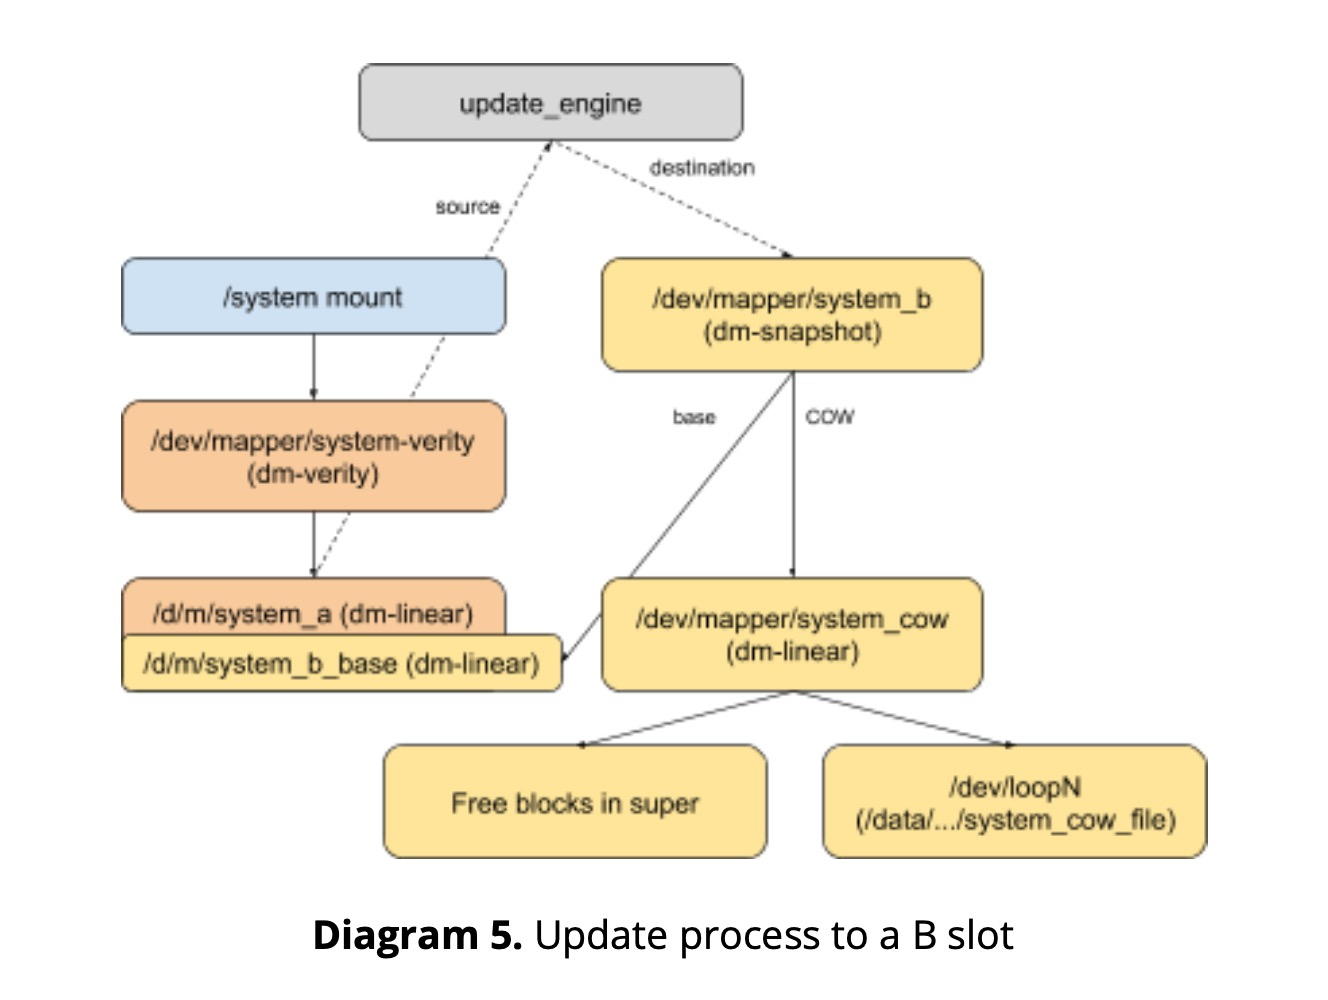 update_engine
destination
source
/system mount
/dev/mapper/system_b
(dm-snapshot)
base
COW
/dev/mapper/system-verity
(dm-verity)
/d/m/system_a (dm-linear)
/d/m/system_b_base (dm-linear)
/dev/mapper/system_cow
(dm-linear)
Free blocks in super
/dev/loopN
(/data/.../system_cow_file)
Diagram 5. Update process to a B slot